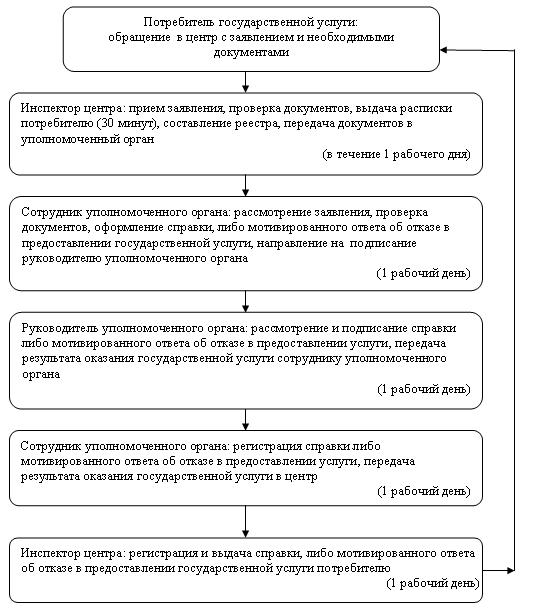 Потребитель государственной услуги:
обращение в центр с заявлением и необходимыми
документами
Инспектор центра: прием заявления, проверка документов, выдача расписки
потребителю (30 минут), составление реестра, передача документов в
уполномоченный орган
(в течение 1 рабочего дня)
Сотрудник уполномоченного органа: рассмотрение заявления, проверка
документов, оформление справки, либо мотивированного ответа об отказе в
предоставлении государственной услуги, направление на подписание
руководителю уполномоченного органа
(1 рабочий день)
Руководитель уполномоченного органа: рассмотрение и подписание справки
либо мотивированного ответа об отказе в предоставлении услуги, передача
результата оказания государственной услуги сотруднику уполномоченного
органа
(1 рабочий день)
Сотрудник уполномоченного органа: регистрация справки либо
мотивированного ответа об отказе в предоставлении услуги, передача
результата оказания государственной услуги в центр
(1 рабочий день)
Инспектор центра: регистрация и выдача справки, либо мотивированного ответа
об отказе в предоставлении государственной услуги потребителю
(1 рабочий день)